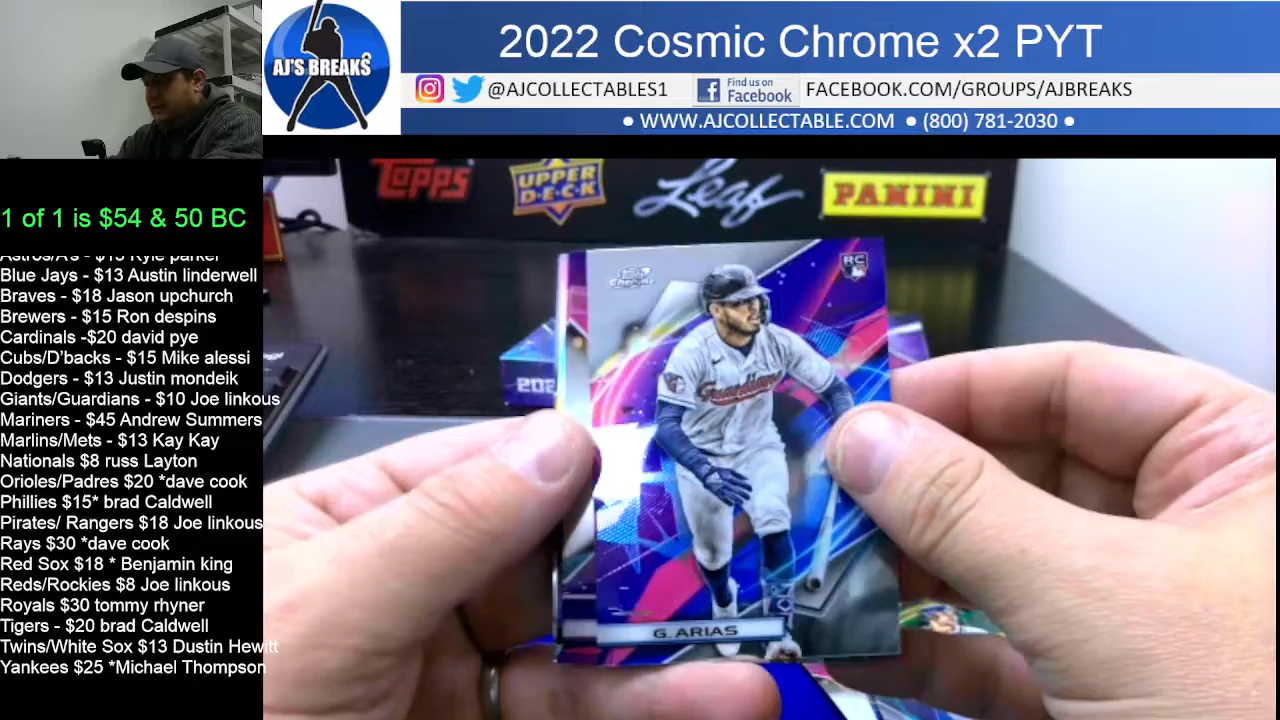 AJ'S BREAKS
2022 Cosmic Chrome x2 PYT
@AJCOLLECTABLES1
Find us on
Facebook
FACEBOOK.COM/GROUPS/AJBREAKS
• WWW.AJCOLLECTABLE.COM • (800) 781-2030 •
TOPPS
UPPER
D·E·C·K
Leaf
PANINI
1 of 1 is $54 & 50 BC
Astros/A's - $15 Kyle parker
Blue Jays - $13 Austin linderwell
Braves - $18 Jason upchurch
Brewers - $15 Ron despins
Cardinals -$20 david pye
Cubs/D'backs - $15 Mike alessi
Dodgers - $13 Justin mondeik
Giants/Guardians - $10 Joe linkous
Mariners - $45 Andrew Summers
Marlins/Mets - $13 Kay Kay
Nationals $8 russ Layton
Orioles/Padres $20 *dave cook
Phillies $15* brad Caldwell
Pirates/ Rangers $18 Joe linkous
Rays $30 *dave cook
Red Sox $18 * Benjamin king
Reds/Rockies $8 Joe linkous
Royals $30 tommy rhyner
Tigers - $20 brad Caldwell
Twins/White Sox $13 Dustin Hewitt
Yankees $25 *Michael Thompson
RC
Guardians
G. ARIAS